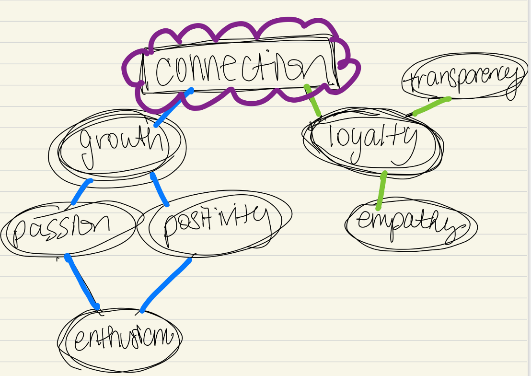 connection
transparency
growth
loyalty
passion
positivity
empathy
enthusiasm